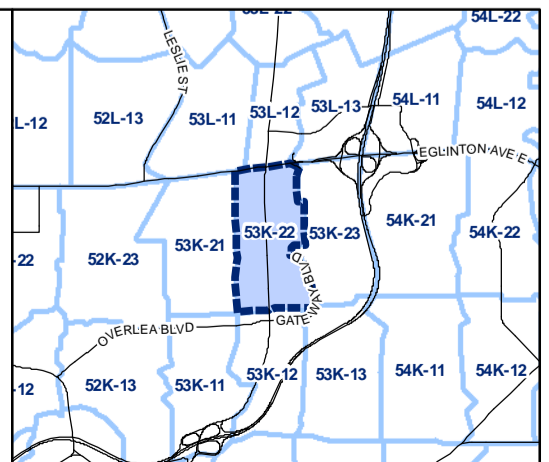 53L-22
54L-22
LESLIE ST
L-12
52L-13
53L-11
53L-12
53L-13
54L-11
54L-12
EGLINTON AVE E
-22
52K-23
53K-21
53K-22
53K-23
54K-21
54K-22
GATEWAY BLVD
OVERLEA BLVD
-12
52K-13
53K-11
53K-12
53K-13
54K-11
54K-12